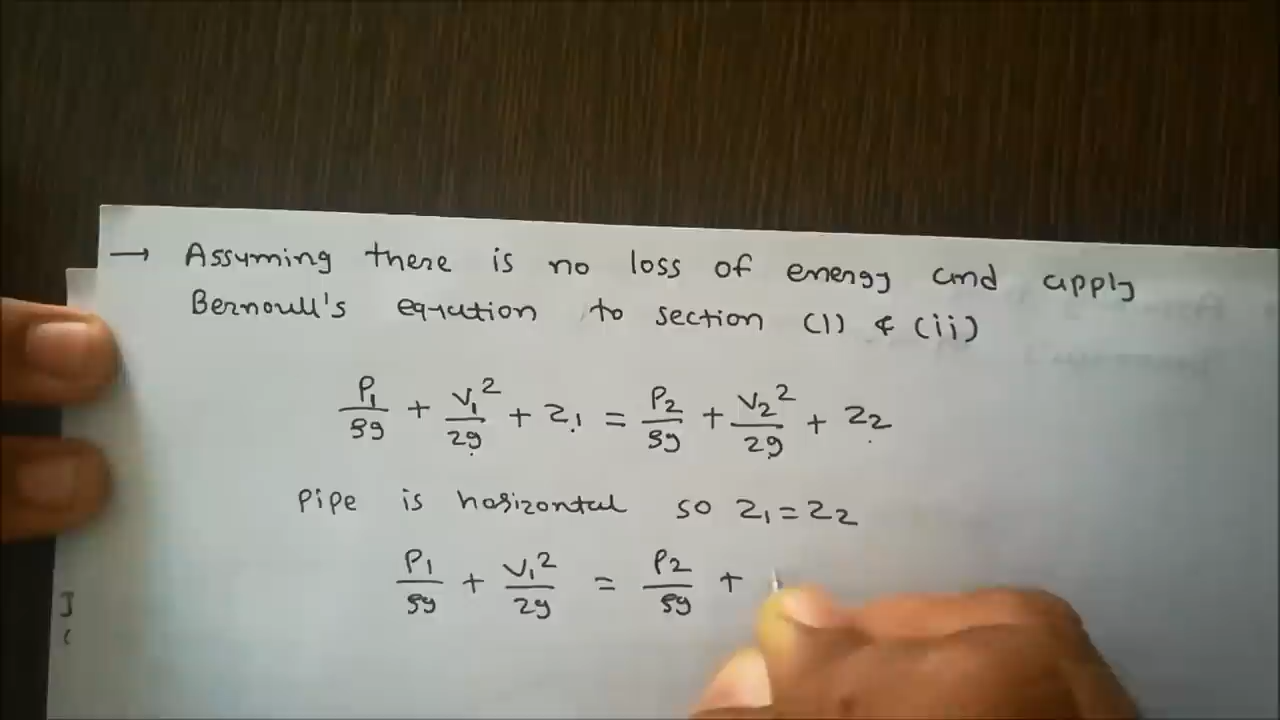 → Assuming there is no loss of energy and apply
Bernoull's equation to section (1) & (ii)
P₁/ρg + V₁²/2g + Z₁ = P₂/ρg + V₂²/2g + Z₂
Pipe is horizontal so Z₁ = Z₂
P₁/ρg + V₁²/2g = P₂/ρg +